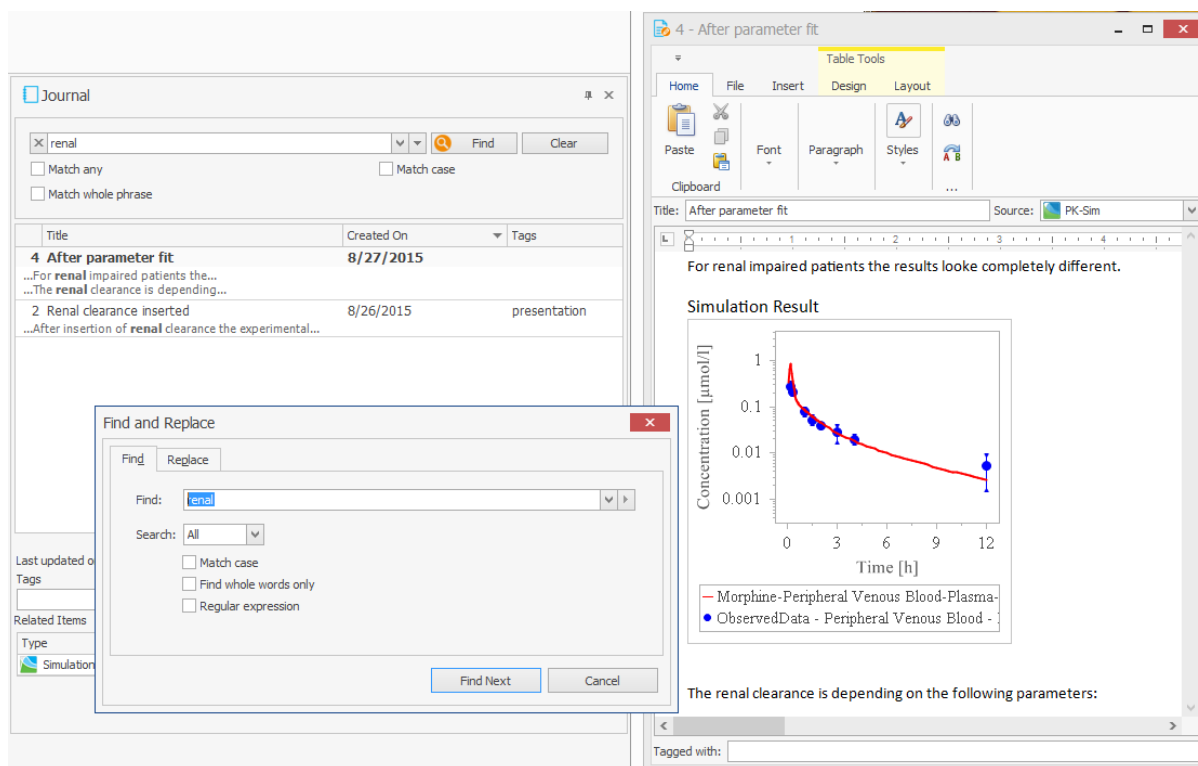 Journal
renal
Find
Clear
Match any
Match case
Match whole phrase
Title
Created On
Tags
4 After parameter fit
8/27/2015
...For renal impaired patients the...
...The renal clearance is depending...
2 Renal clearance inserted
8/26/2015
presentation
...After insertion of renal clearance the experimental...
Last updated o
Tags
Related Items
Type
Simulation
Find and Replace
Find
Replace
Find:
renal
Search:
All
Match case
Find whole words only
Regular expression
Find Next
Cancel
4 - After parameter fit
Table Tools
Home
File
Insert
Design
Layout
Paste
Font
Paragraph
Styles
A B
Clipboard
...
Title:
After parameter fit
Source:
PK-Sim
L
1
2
3
4
For renal impaired patients the results looke completely different.
Simulation Result
Concentration [µmol/l]
1
0.1
0.01
0.001
0
3
6
9
12
Time [h]
Morphine-Peripheral Venous Blood-Plasma-
ObservedData - Peripheral Venous Blood -
The renal clearance is depending on the following parameters:
Tagged with: